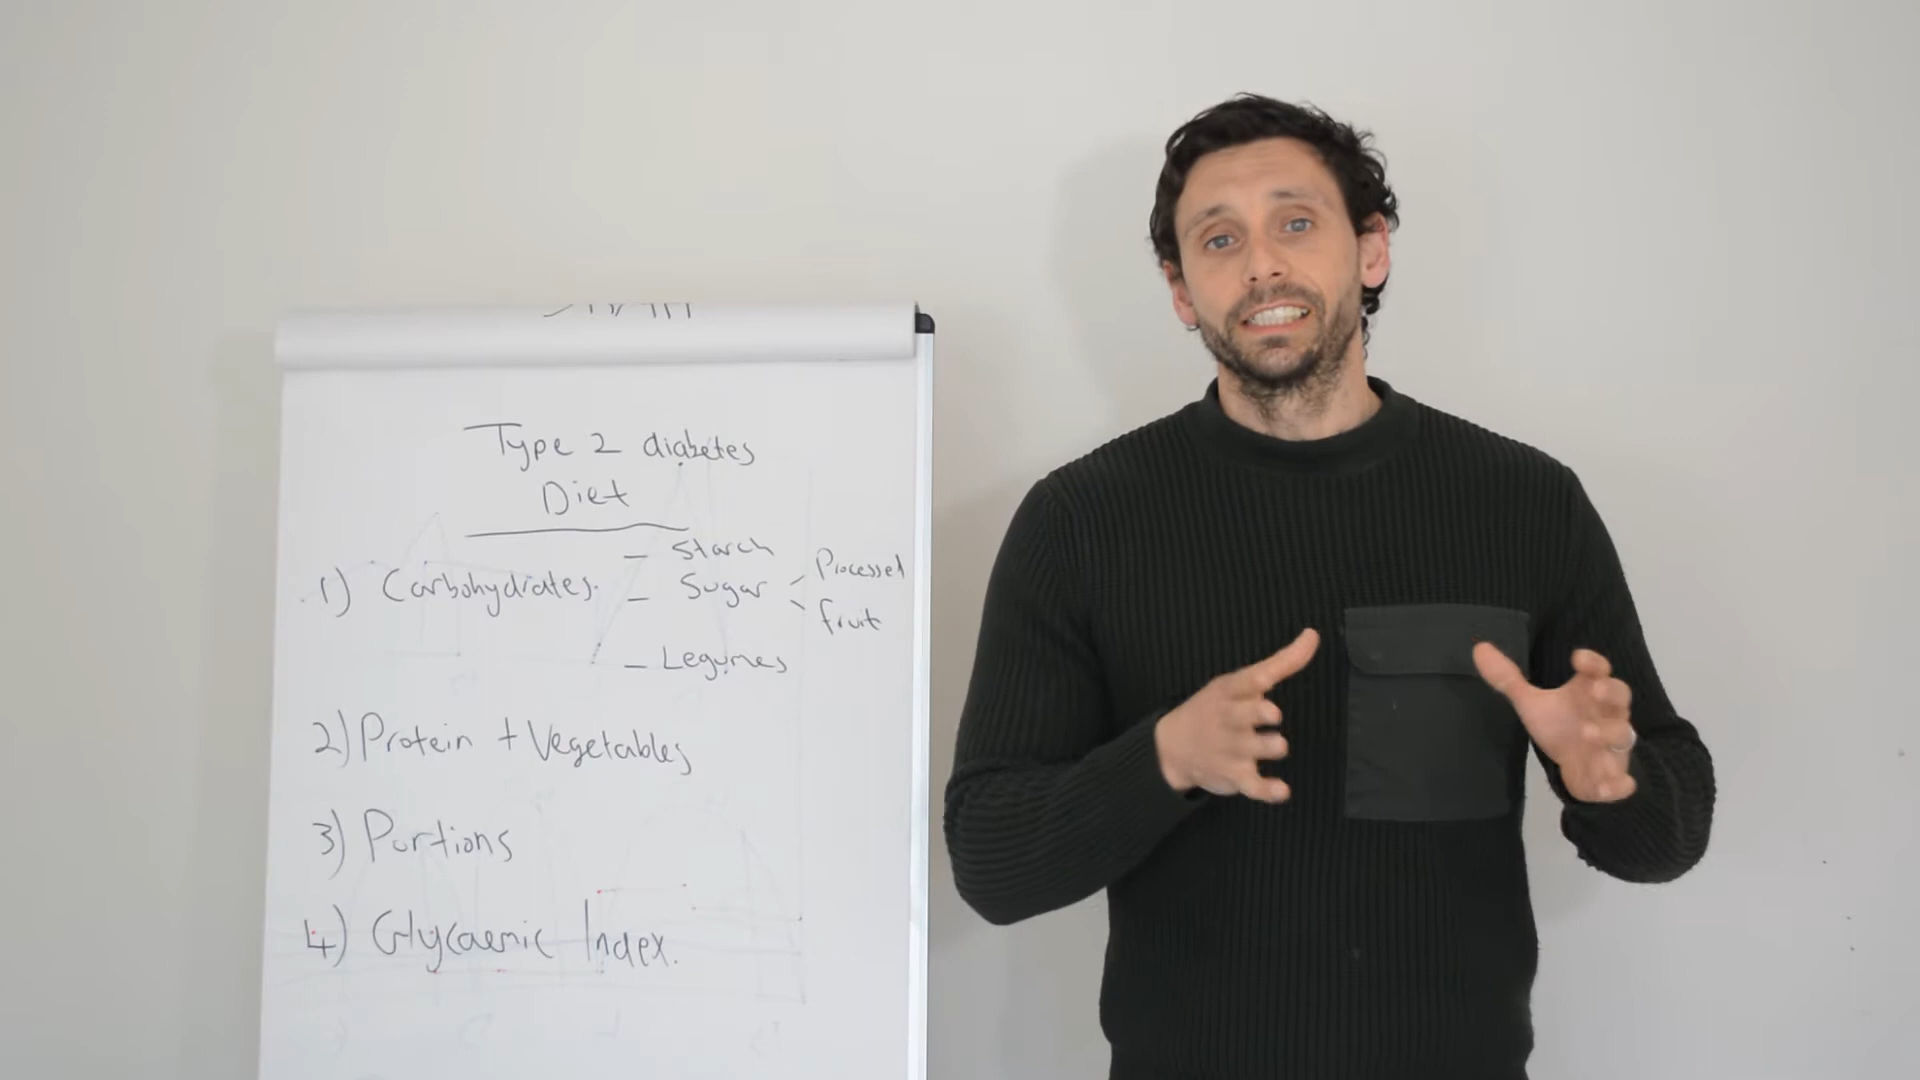 Type 2 diabetes
Diet
— Starch
1) Carbohydrates. — Sugar < Processed
fruit
— Legumes
2) Protein + Vegetables
3) Portions
4) Glycaemic Index.